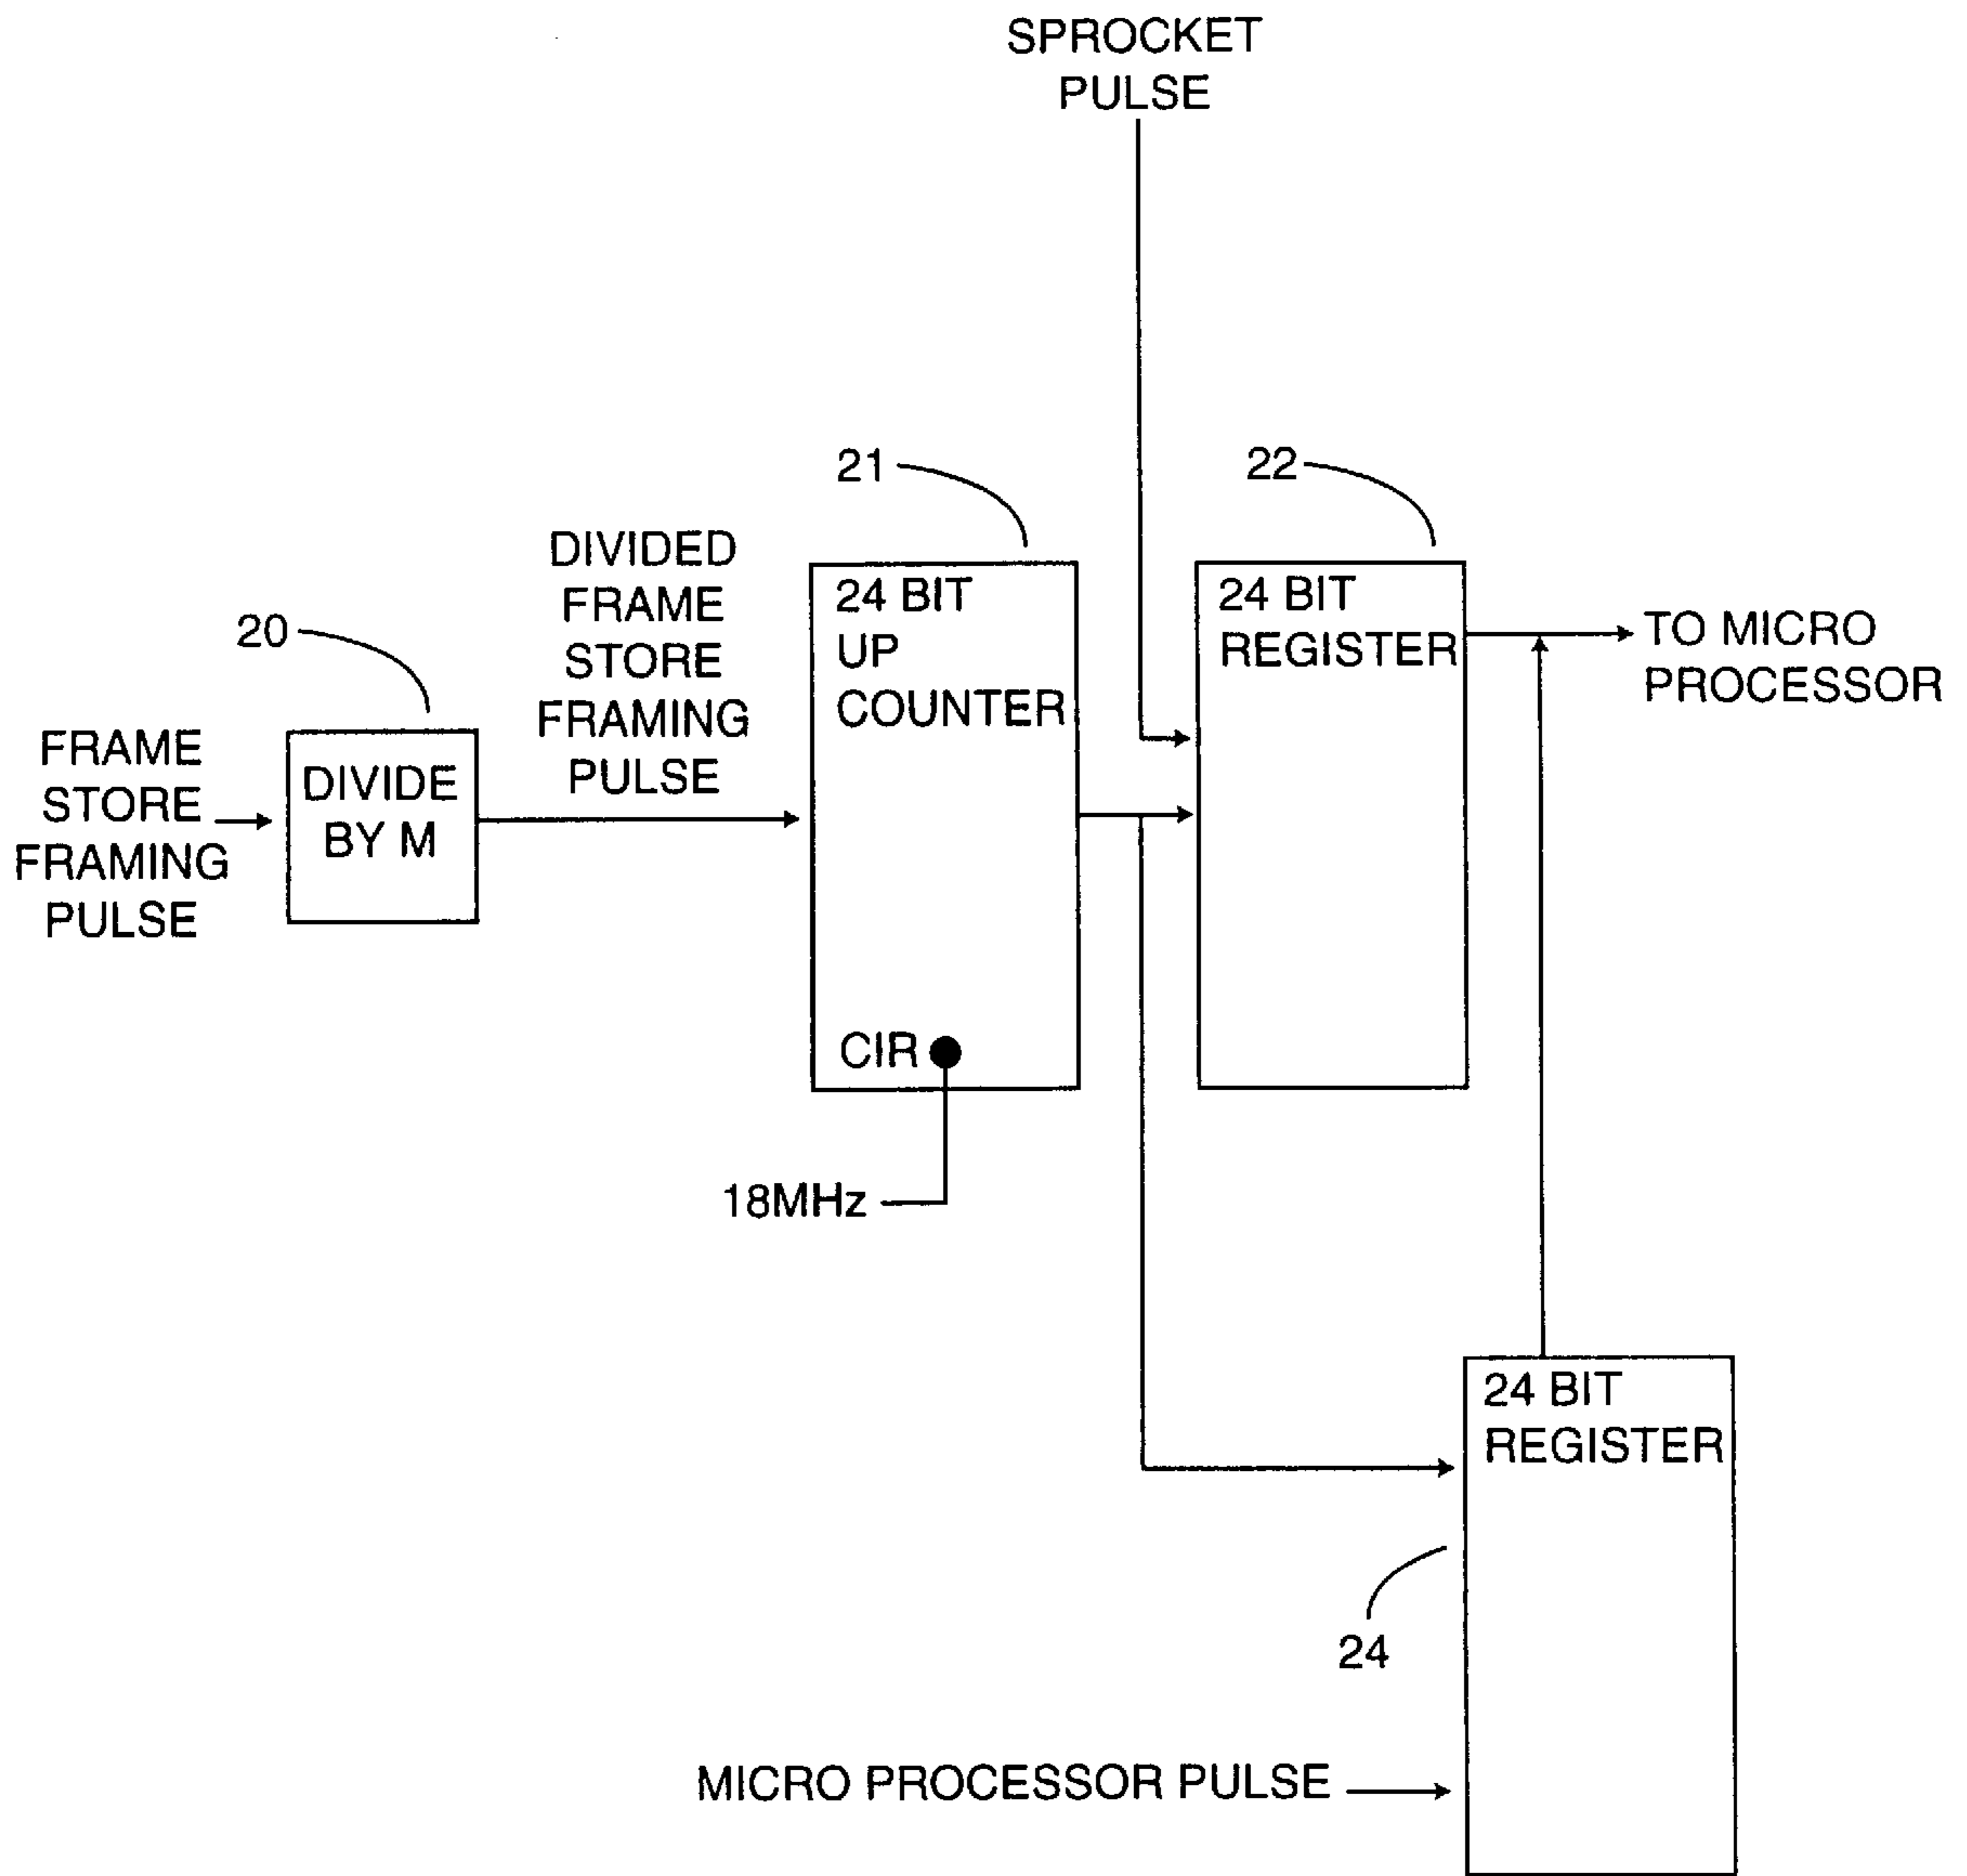 SPROCKET
PULSE
21
22
DIVIDED
FRAME
STORE
FRAMING
PULSE
20
24 BIT
UP
COUNTER
24 BIT
REGISTER
TO MICRO
PROCESSOR
FRAME
STORE
FRAMING
PULSE
DIVIDE
BY M
CIR
18MHz
24 BIT
REGISTER
24
MICRO PROCESSOR PULSE